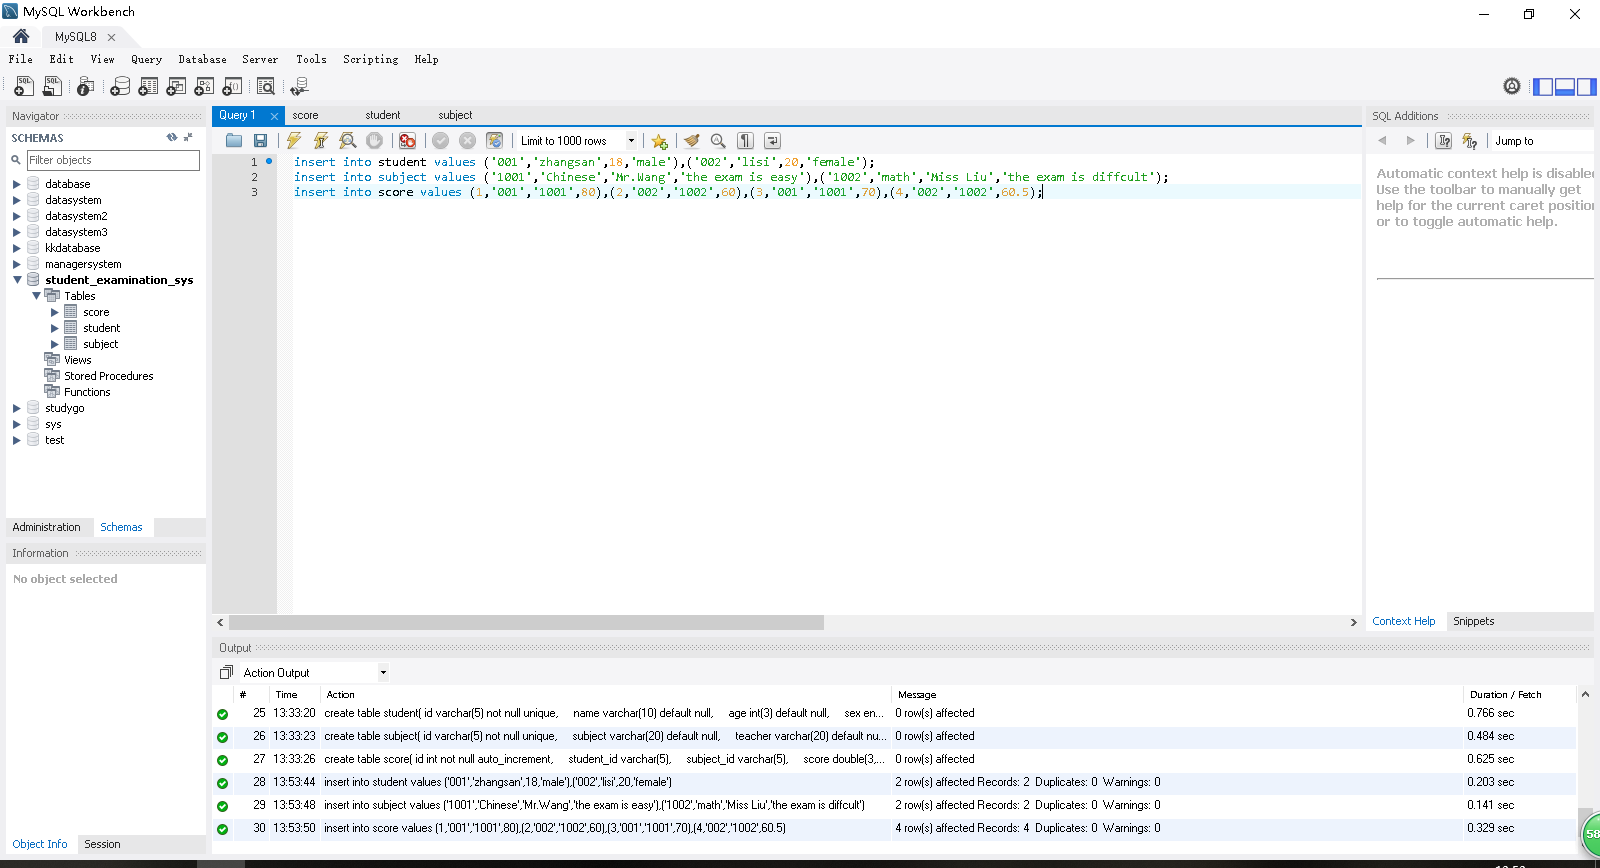 MySQL Workbench
MySQL8
File Edit View Query Database Server Tools Scripting Help
Navigator
SCHEMAS
Filter objects
database
datasystem
datasystem2
datasystem3
kkdatabase
managersystem
student_examination_sys
Tables
score
student
subject
Views
Stored Procedures
Functions
studygo
sys
test
Administration Schemas
Information
No object selected
Object Info Session
Query 1 score student subject
Limit to 1000 rows
1 insert into student values ('001','zhangsan',18,'male'),('002','lisi',20,'female');
2 insert into subject values ('1001','Chinese','Mr.Wang','the exam is easy'),('1002','math','Miss Liu','the exam is diffcult');
3 insert into score values (1,'001','1001',80),(2,'002','1002',60),(3,'001','1001',70),(4,'002','1002',60.5);
SQL Additions
Jump to
Automatic context help is disabled
Use the toolbar to manually get
help for the current caret position
or to toggle automatic help.
Context Help Snippets
Output
Action Output
# Time Action Message Duration / Fetch
25 13:33:20 create table student( id varchar(5) not null unique, name varchar(10) default null, age int(3) default null, sex en... 0 row(s) affected 0.766 sec
26 13:33:23 create table subject( id varchar(5) not null unique, subject varchar(20) default null, teacher varchar(20) default nu... 0 row(s) affected 0.484 sec
27 13:33:26 create table score( id int not null auto_increment, student_id varchar(5), subject_id varchar(5), score double(3,... 0 row(s) affected 0.625 sec
28 13:53:44 insert into student values ('001','zhangsan',18,'male'),('002','lisi',20,'female') 2 row(s) affected Records: 2 Duplicates: 0 Warnings: 0 0.203 sec
29 13:53:48 insert into subject values ('1001','Chinese','Mr.Wang','the exam is easy'),('1002','math','Miss Liu','the exam is diffcult') 2 row(s) affected Records: 2 Duplicates: 0 Warnings: 0 0.141 sec
30 13:53:50 insert into score values (1,'001','1001',80),(2,'002','1002',60),(3,'001','1001',70),(4,'002','1002',60.5) 4 row(s) affected Records: 4 Duplicates: 0 Warnings: 0 0.329 sec
58